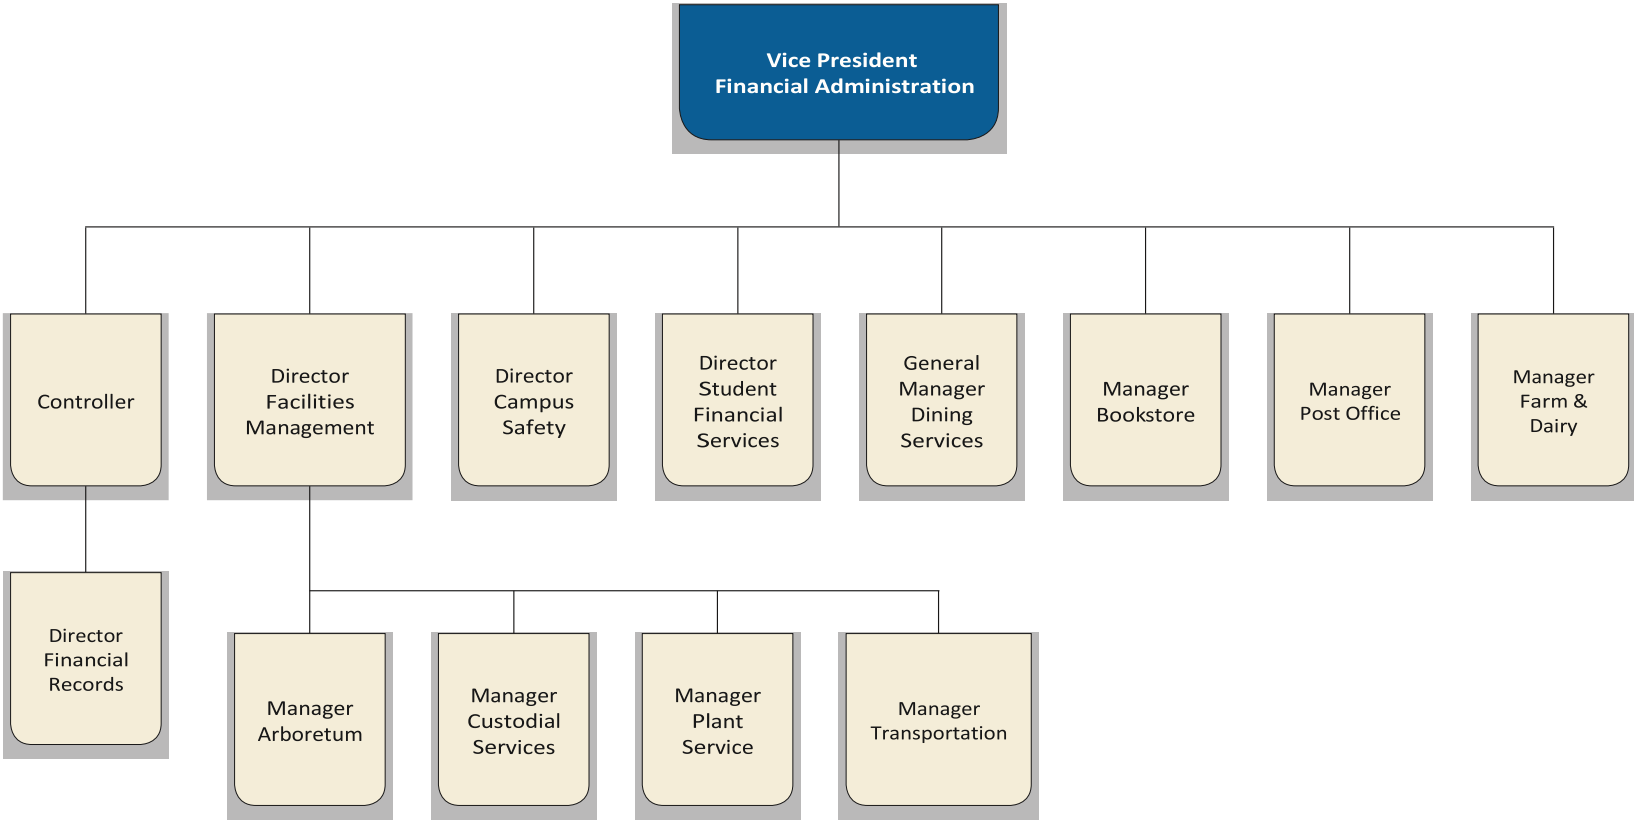 Vice President
Financial Administration
Controller
Director
Facilities
Management
Director
Campus
Safety
Director
Student
Financial
Services
General
Manager
Dining
Services
Manager
Bookstore
Manager
Post Office
Manager
Farm &
Dairy
Director
Financial
Records
Manager
Arboretum
Manager
Custodial
Services
Manager
Plant
Service
Manager
Transportation